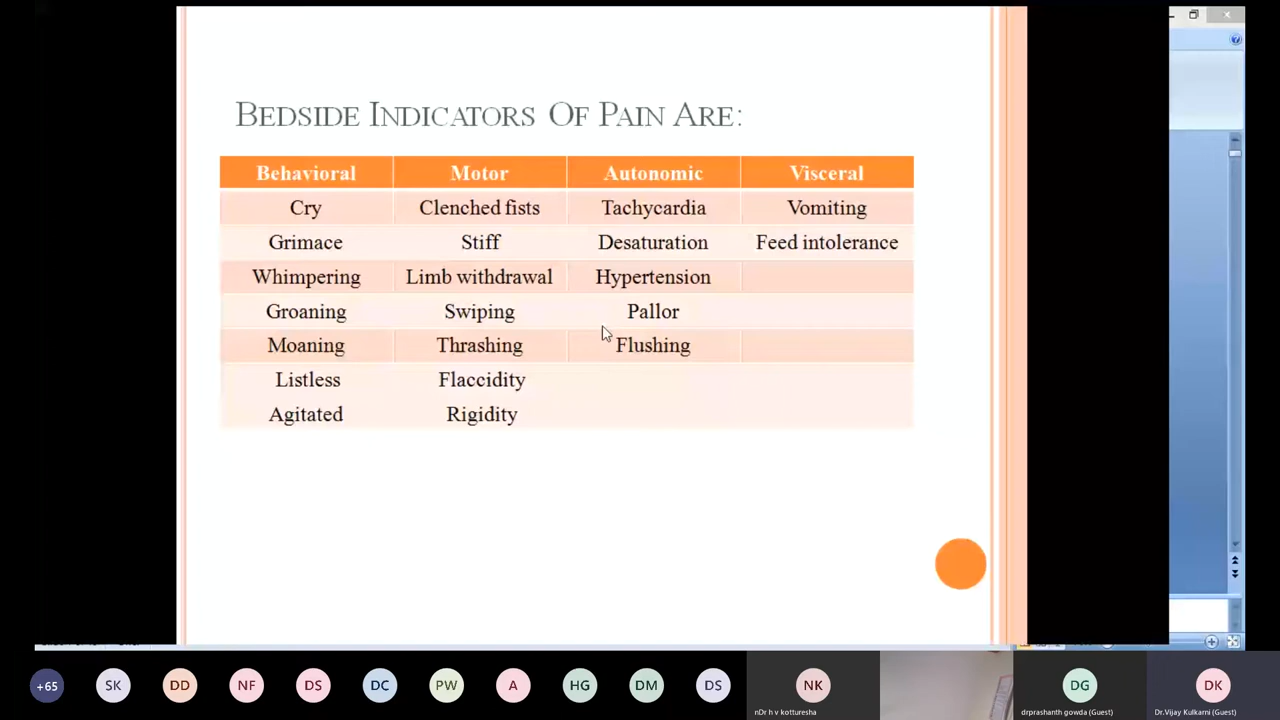 BEDSIDE INDICATORS OF PAIN ARE:
Behavioral Motor Autonomic Visceral
Cry Clenched fists Tachycardia Vomiting
Grimace Stiff Desaturation Feed intolerance
Whimpering Limb withdrawal Hypertension
Groaning Swiping Pallor
Moaning Thrashing Flushing
Listless Flaccidity
Agitated Rigidity
+65 SK DD NF DS DC PW A HG DM DS NK DG DK
nDr h v kotturesha drprashanth gowda (Guest) Dr.Vijay Kulkarni (Guest)